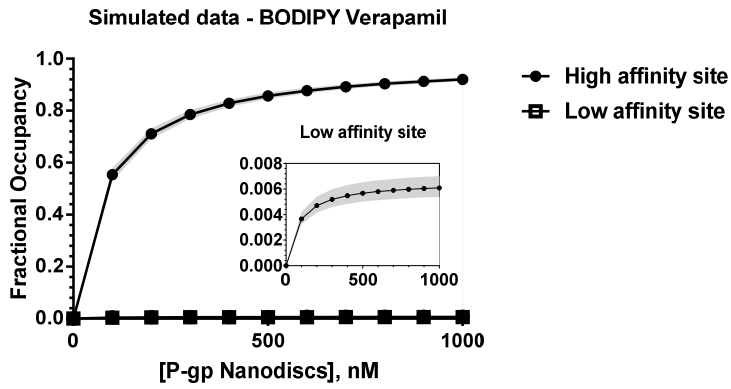 Simulated data - BODIPY Verapamil
Fractional Occupancy
1.0
0.8
0.6
0.4
0.2
0.0
0
500
1000
[P-gp Nanodiscs], nM
High affinity site
Low affinity site
Low affinity site
0.008
0.006
0.004
0.002
0.000
0
500
1000